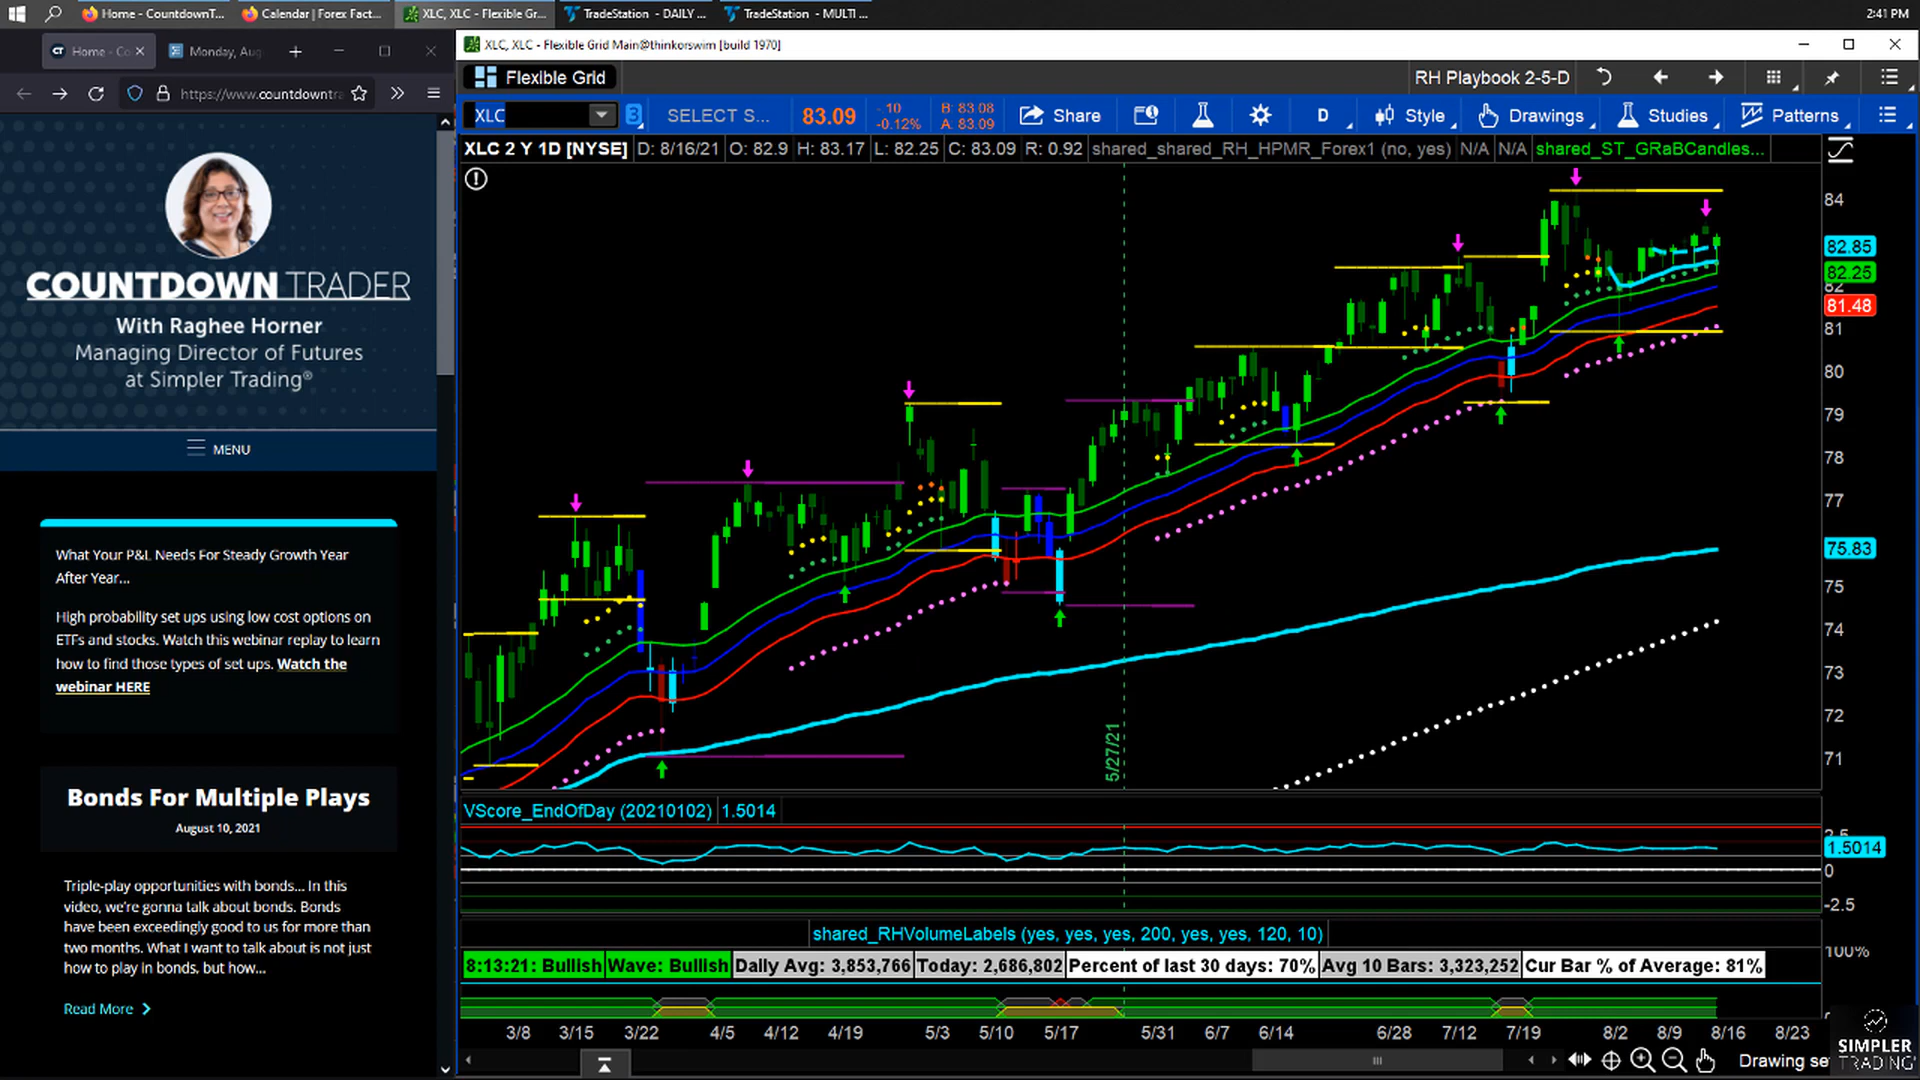 Home - CountdownT...
Calendar | Forex Fact...
XLC, XLC - Flexible Gr...
TradeStation - DAILY ...
TradeStation - MULTI ...
2:41 PM
Home - Co
Monday, Aug
XLC, XLC - Flexible Grid Main@thinkorswim [build 1970]
Flexible Grid
RH Playbook 2-5-D
https://www.countdowntra
XLC
3
SELECT S...
83.09
-.10
-0.12%
B: 83.08
A: 83.09
Share
D
Style
Drawings
Studies
Patterns
XLC 2 Y 1D [NYSE]
D: 8/16/21
O: 82.9
H: 83.17
L: 82.25
C: 83.09
R: 0.92
shared_shared_RH_HPMR_Forex1 (no, yes)
N/A
N/A
shared_ST_GRaBCandles...
COUNTDOWN TRADER
With Raghee Horner
Managing Director of Futures
at Simpler Trading®
MENU
What Your P&L Needs For Steady Growth Year
After Year...
High probability set ups using low cost options on
ETFs and stocks. Watch this webinar replay to learn
how to find those types of set ups. Watch the
webinar HERE
Bonds For Multiple Plays
August 10, 2021
Triple-play opportunities with bonds... In this
video, we're gonna talk about bonds. Bonds
have been exceedingly good to us for more than
two months. What I want to talk about is not just
how to play in bonds, but how...
Read More
84
82.85
82.25
82
81.48
81
80
79
78
77
75.83
75
74
73
72
71
5/27/21
VScore_EndOfDay (20210102)
1.5014
2.5
1.5014
0
-2.5
shared_RHVolumeLabels (yes, yes, yes, 200, yes, yes, 120, 10)
100%
8:13:21: Bullish
Wave: Bullish
Daily Avg: 3,853,766
Today: 2,686,802
Percent of last 30 days: 70%
Avg 10 Bars: 3,323,252
Cur Bar % of Average: 81%
3/8
3/15
3/22
4/5
4/12
4/19
5/3
5/10
5/17
5/31
6/7
6/14
6/28
7/12
7/19
8/2
8/9
8/16
8/23
Drawing se
SIMPLER
TRADING